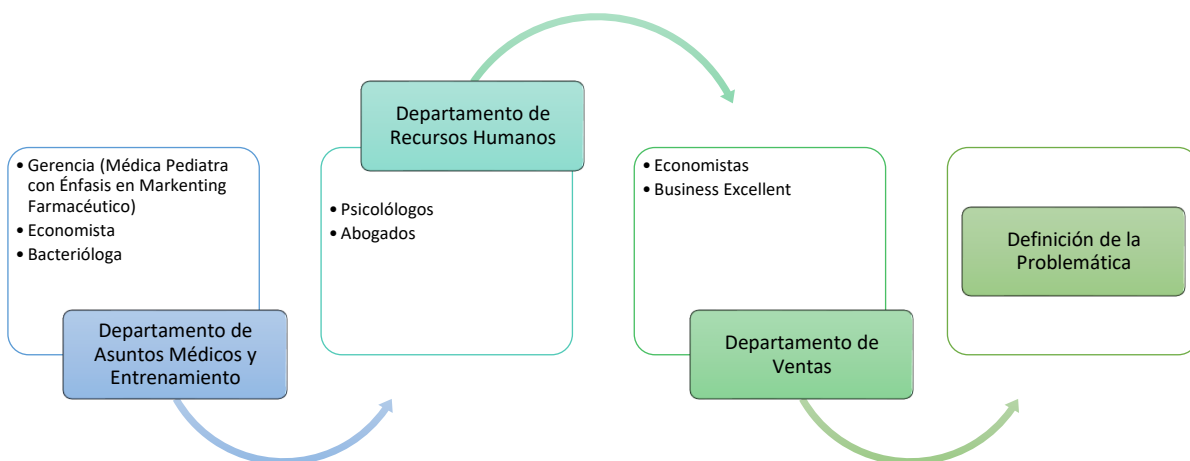 • Gerencia (Médica Pediatra
con Énfasis en Markenting
Farmacéutico)
• Economista
• Bacterióloga
Departamento de
Asuntos Médicos y
Entrenamiento
Departamento de
Recursos Humanos
• Psicolólogos
• Abogados
• Economistas
• Business Excellent
Departamento de
Ventas
Definición de la
Problemática